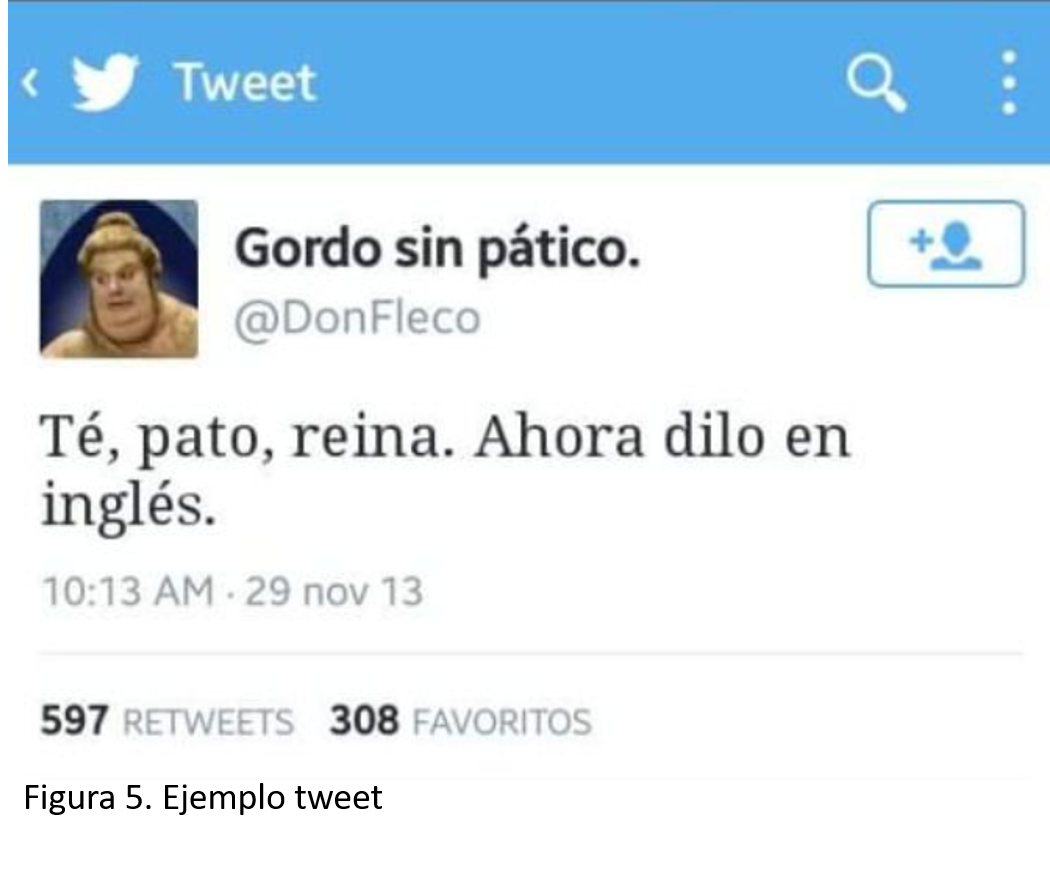 Tweet
Gordo sin pático.
@DonFleco
Té, pato, reina. Ahora dilo en
inglés.
10:13 AM · 29 nov 13
597 RETWEETS 308 FAVORITOS
Figura 5. Ejemplo tweet